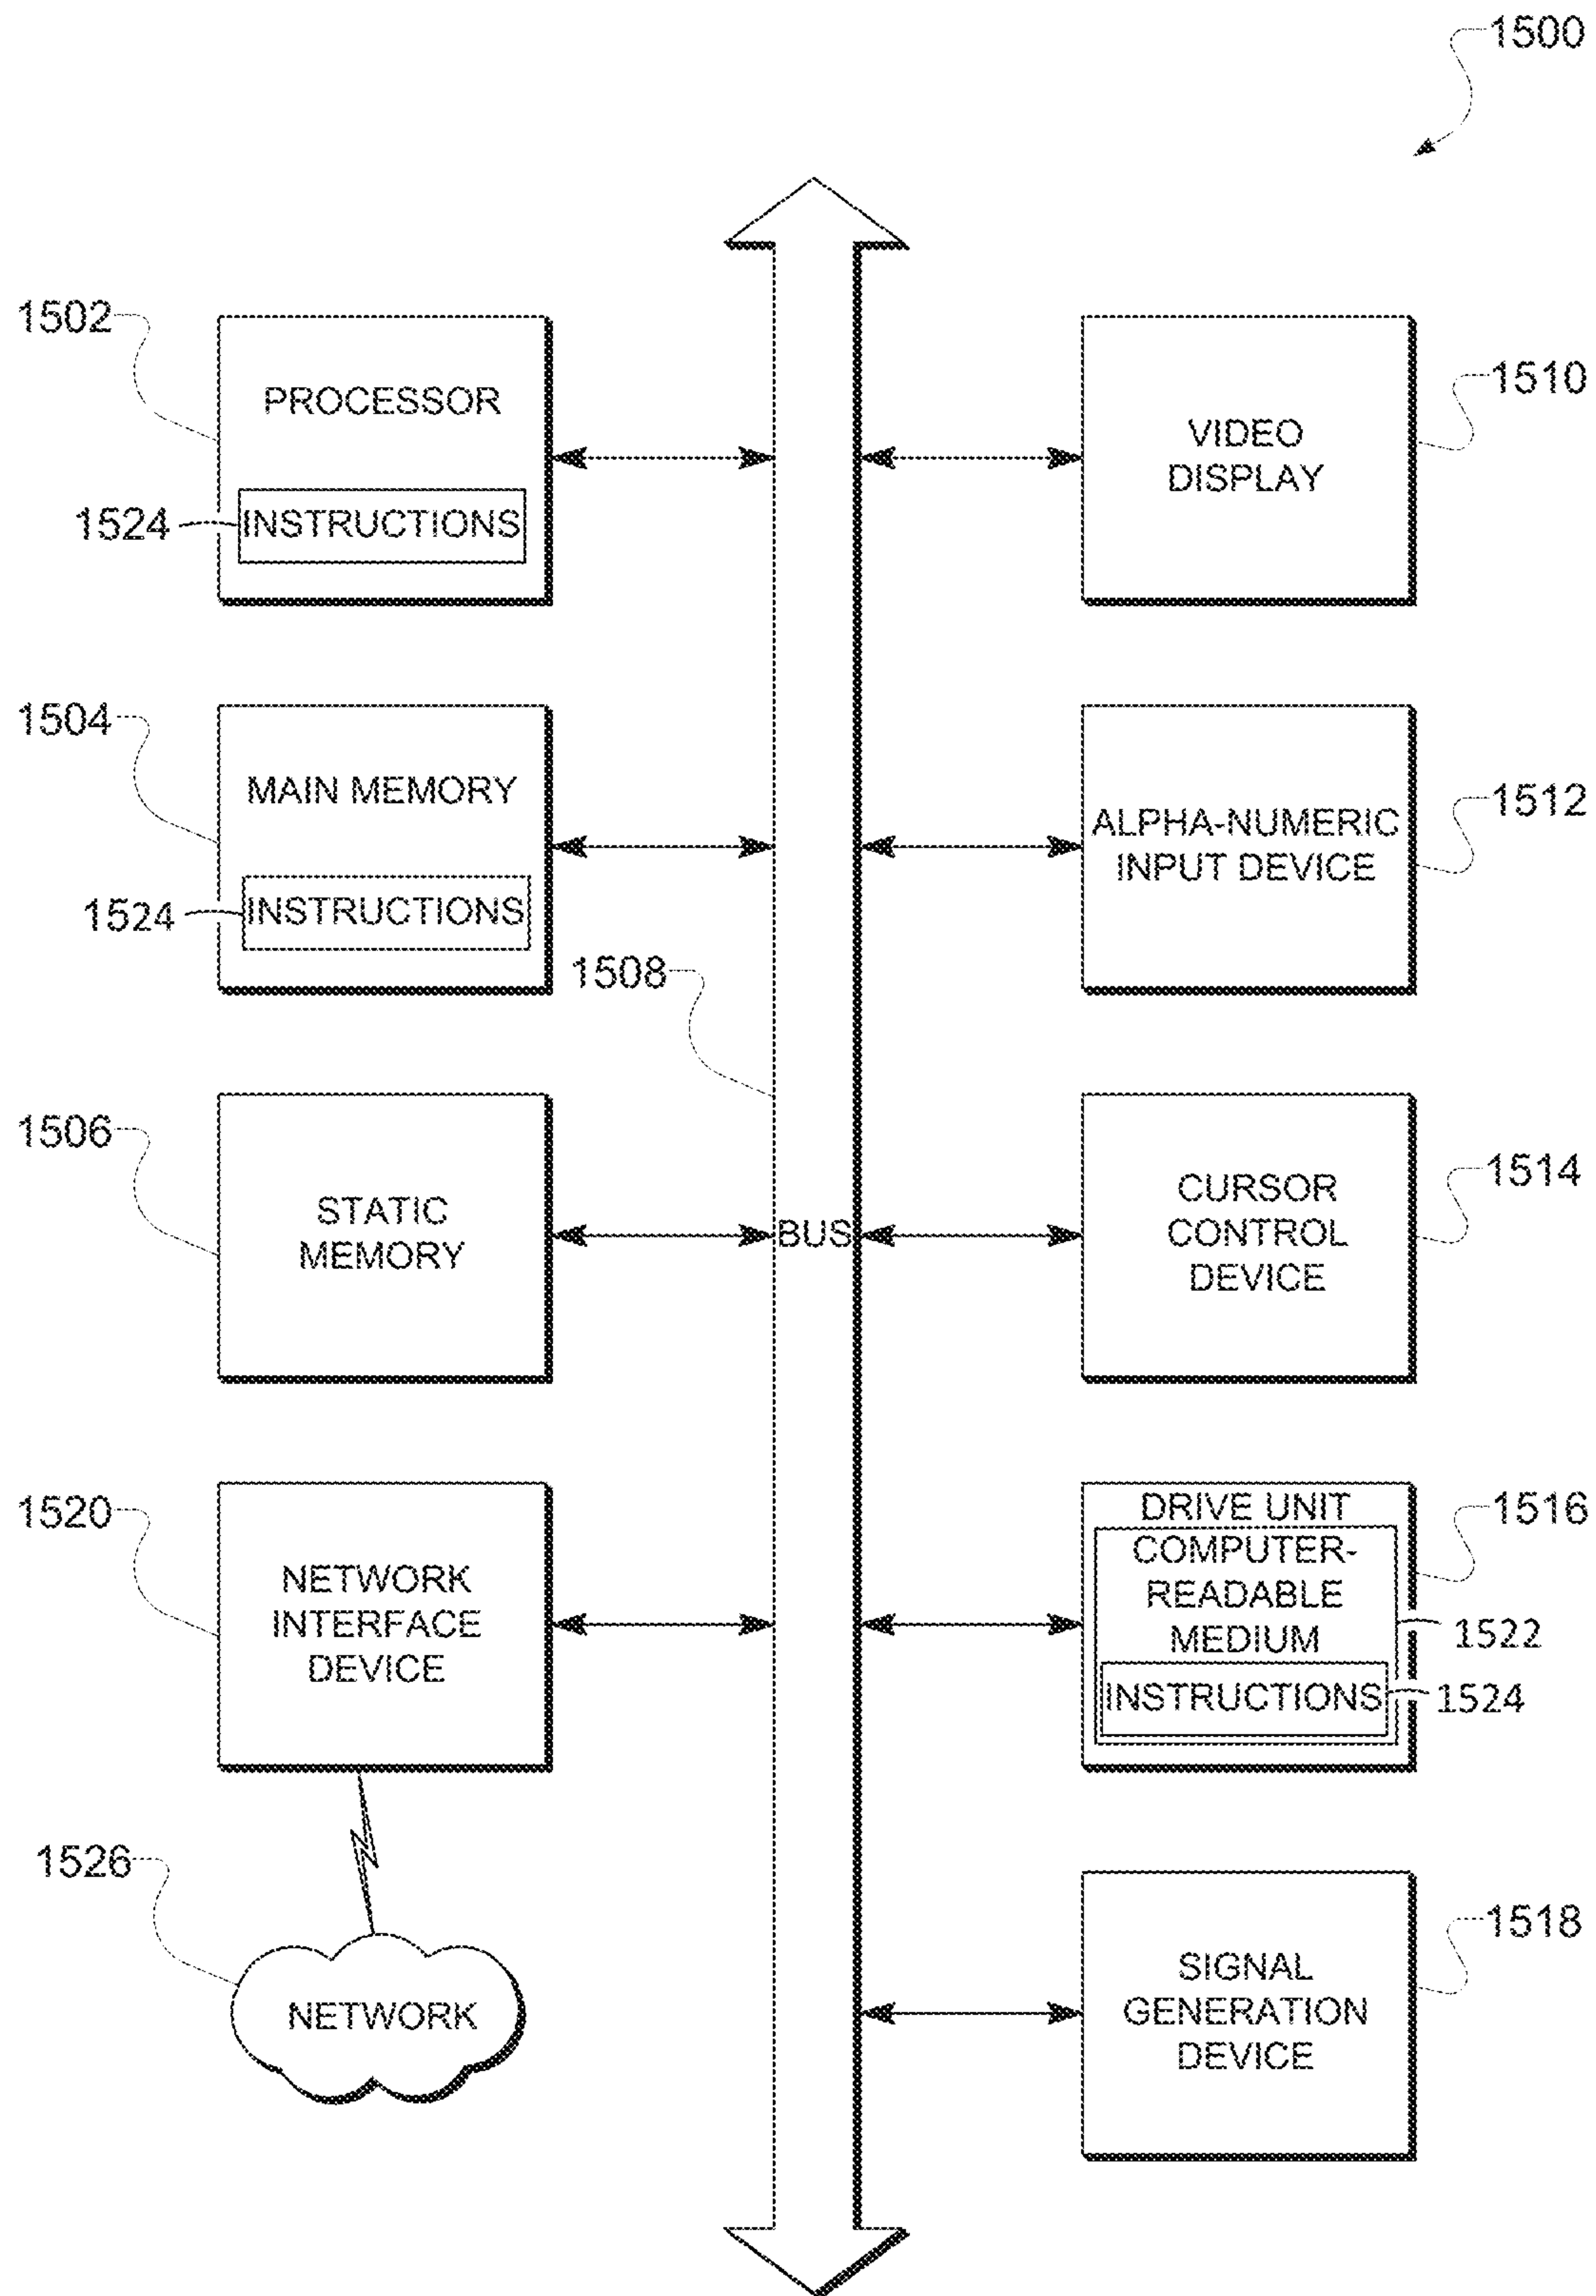 1500
1502
PROCESSOR
1524
INSTRUCTIONS
1510
VIDEO
DISPLAY
1504
MAIN MEMORY
1524
INSTRUCTIONS
1512
ALPHA-NUMERIC
INPUT DEVICE
1508
BUS
1506
STATIC
MEMORY
1514
CURSOR
CONTROL
DEVICE
1520
NETWORK
INTERFACE
DEVICE
1516
DRIVE UNIT
COMPUTER-
READABLE
MEDIUM
1522
INSTRUCTIONS
1524
1526
NETWORK
1518
SIGNAL
GENERATION
DEVICE